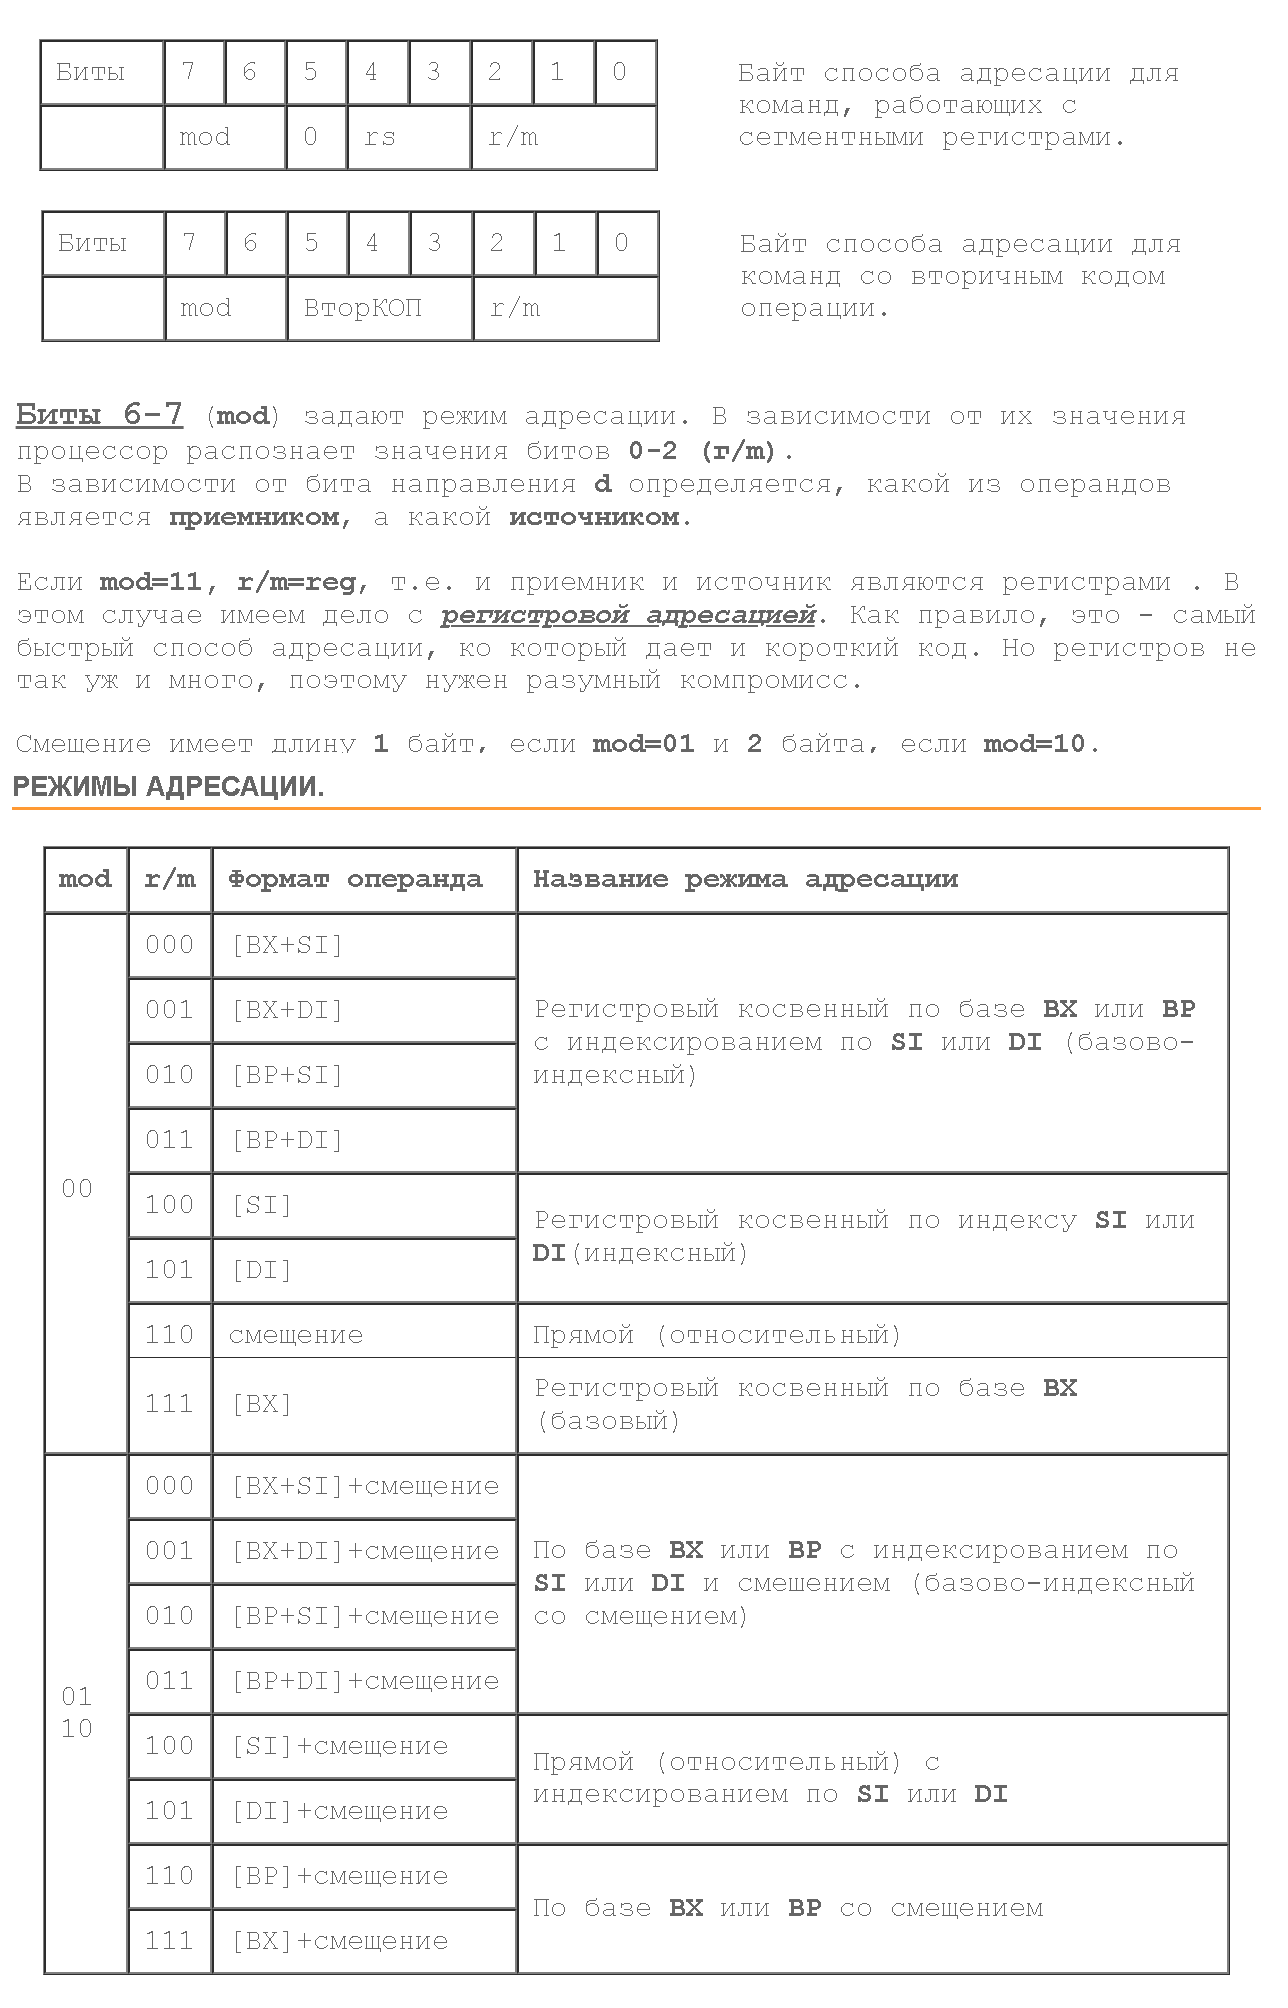 Биты 7 6 5 4 3 2 1 0
mod 0 rs r/m
Байт способа адресации для
команд, работающих с
сегментными регистрами.
Биты 7 6 5 4 3 2 1 0
mod ВторКОП r/m
Байт способа адресации для
команд со вторичным кодом
операции.
Биты 6-7 (mod) задают режим адресации. В зависимости от их значения
процессор распознает значения битов 0-2 (r/m).
В зависимости от бита направления d определяется, какой из операндов
является приемником, а какой источником.
Если mod=11, r/m=reg, т.е. и приемник и источник являются регистрами . В
этом случае имеем дело с регистровой адресацией. Как правило, это - самый
быстрый способ адресации, ко который дает и короткий код. Но регистров не
так уж и много, поэтому нужен разумный компромисс.
Смещение имеет длину 1 байт, если mod=01 и 2 байта, если mod=10.
РЕЖИМЫ АДРЕСАЦИИ.
mod r/m Формат операнда Название режима адресации
00
000 [BX+SI]
001 [BX+DI]
010 [BP+SI]
011 [BP+DI]
Регистровый косвенный по базе BX или BP
с индексированием по SI или DI (базово-
индексный)
100 [SI]
101 [DI]
Регистровый косвенный по индексу SI или
DI(индексный)
110 смещение Прямой (относительный)
111 [BX]
Регистровый косвенный по базе BX
(базовый)
01
10
000 [BX+SI]+смещение
001 [BX+DI]+смещение
010 [BP+SI]+смещение
011 [BP+DI]+смещение
По базе BX или BP с индексированием по
SI или DI и смешением (базово-индексный
со смещением)
100 [SI]+смещение
101 [DI]+смещение
Прямой (относительный) с
индексированием по SI или DI
110 [BP]+смещение
111 [BX]+смещение
По базе BX или BP со смещением